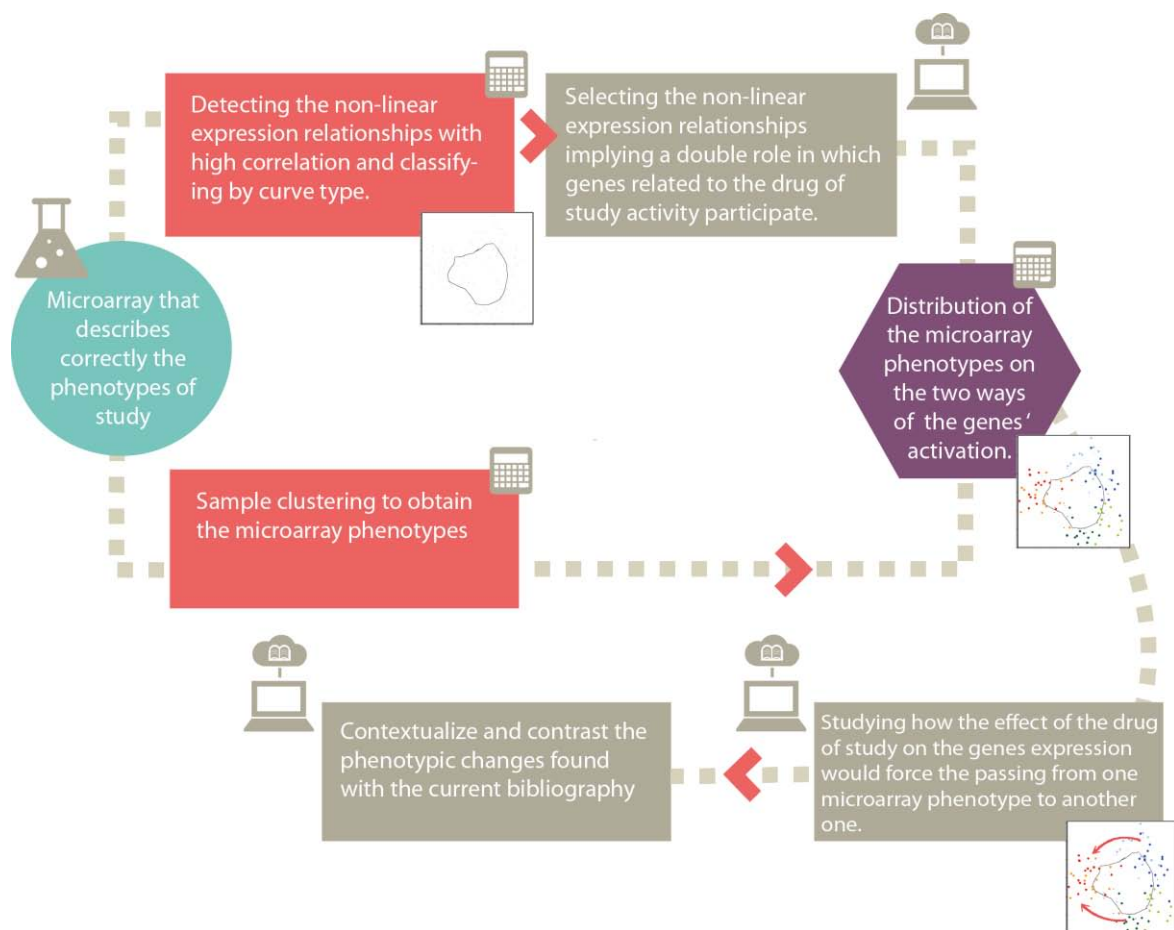 Detecting the non-linear
expression relationships with
high correlation and classify-
ing by curve type.
Selecting the non-linear
expression relationships
implying a double role in which
genes related to the drug of
study activity participate.
Microarray that
describes
correctly the
phenotypes of
study
Distribution of
the microarray
phenotypes on
the two ways
of the genes‘
activation.
Sample clustering to obtain
the microarray phenotypes
Contextualize and contrast the
phenotypic changes found
with the current bibliography
Studying how the effect of the drug
of study on the genes expression
would force the passing from one
microarray phenotype to another
one.